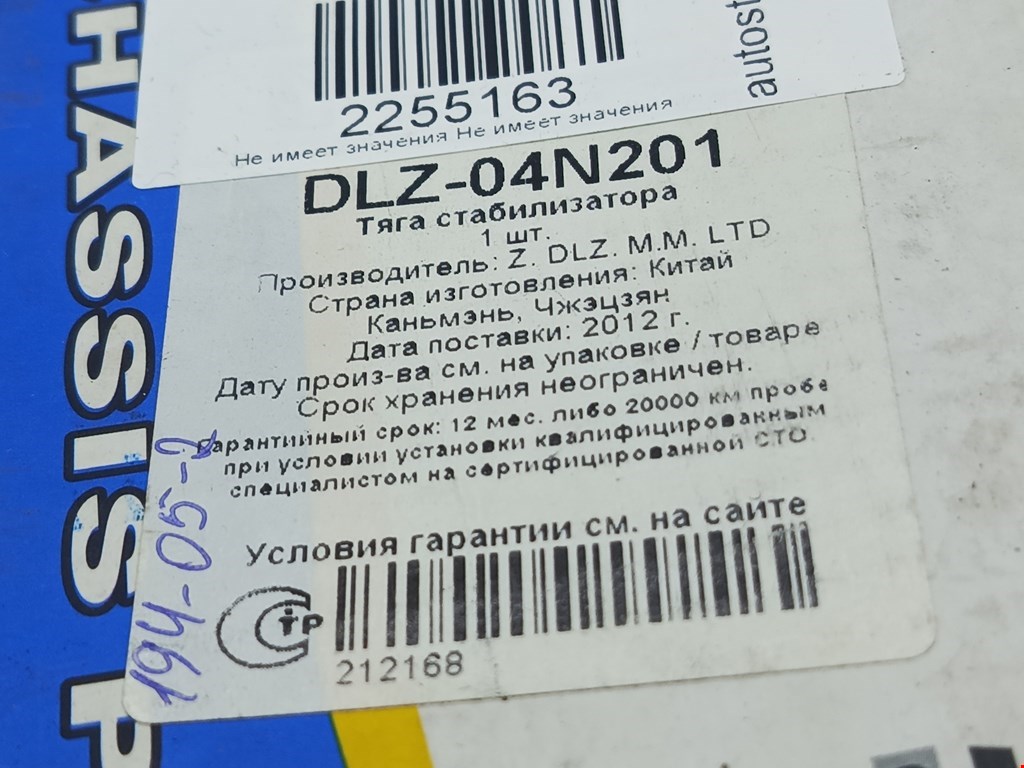 CHASSIS P
autost
2255163
Не имеет значения Не имеет значения
DLZ-04N201
Тяга стабилизатора
1 шт.
Производитель: Z. DLZ. M.M. LTD
Страна изготовления: Китай
Каньмэнь, Чжэцзян
Дата поставки: 2012 г.
Дату произ-ва см. на упаковке / товаре
Срок хранения неограничен.
Гарантийный срок: 12 мес. либо 20000 км пробе
при условии установки квалифицированным
специалистом на сертифицированной СТО
Условия гарантии см. на сайте
СТР
212168
194-05-2